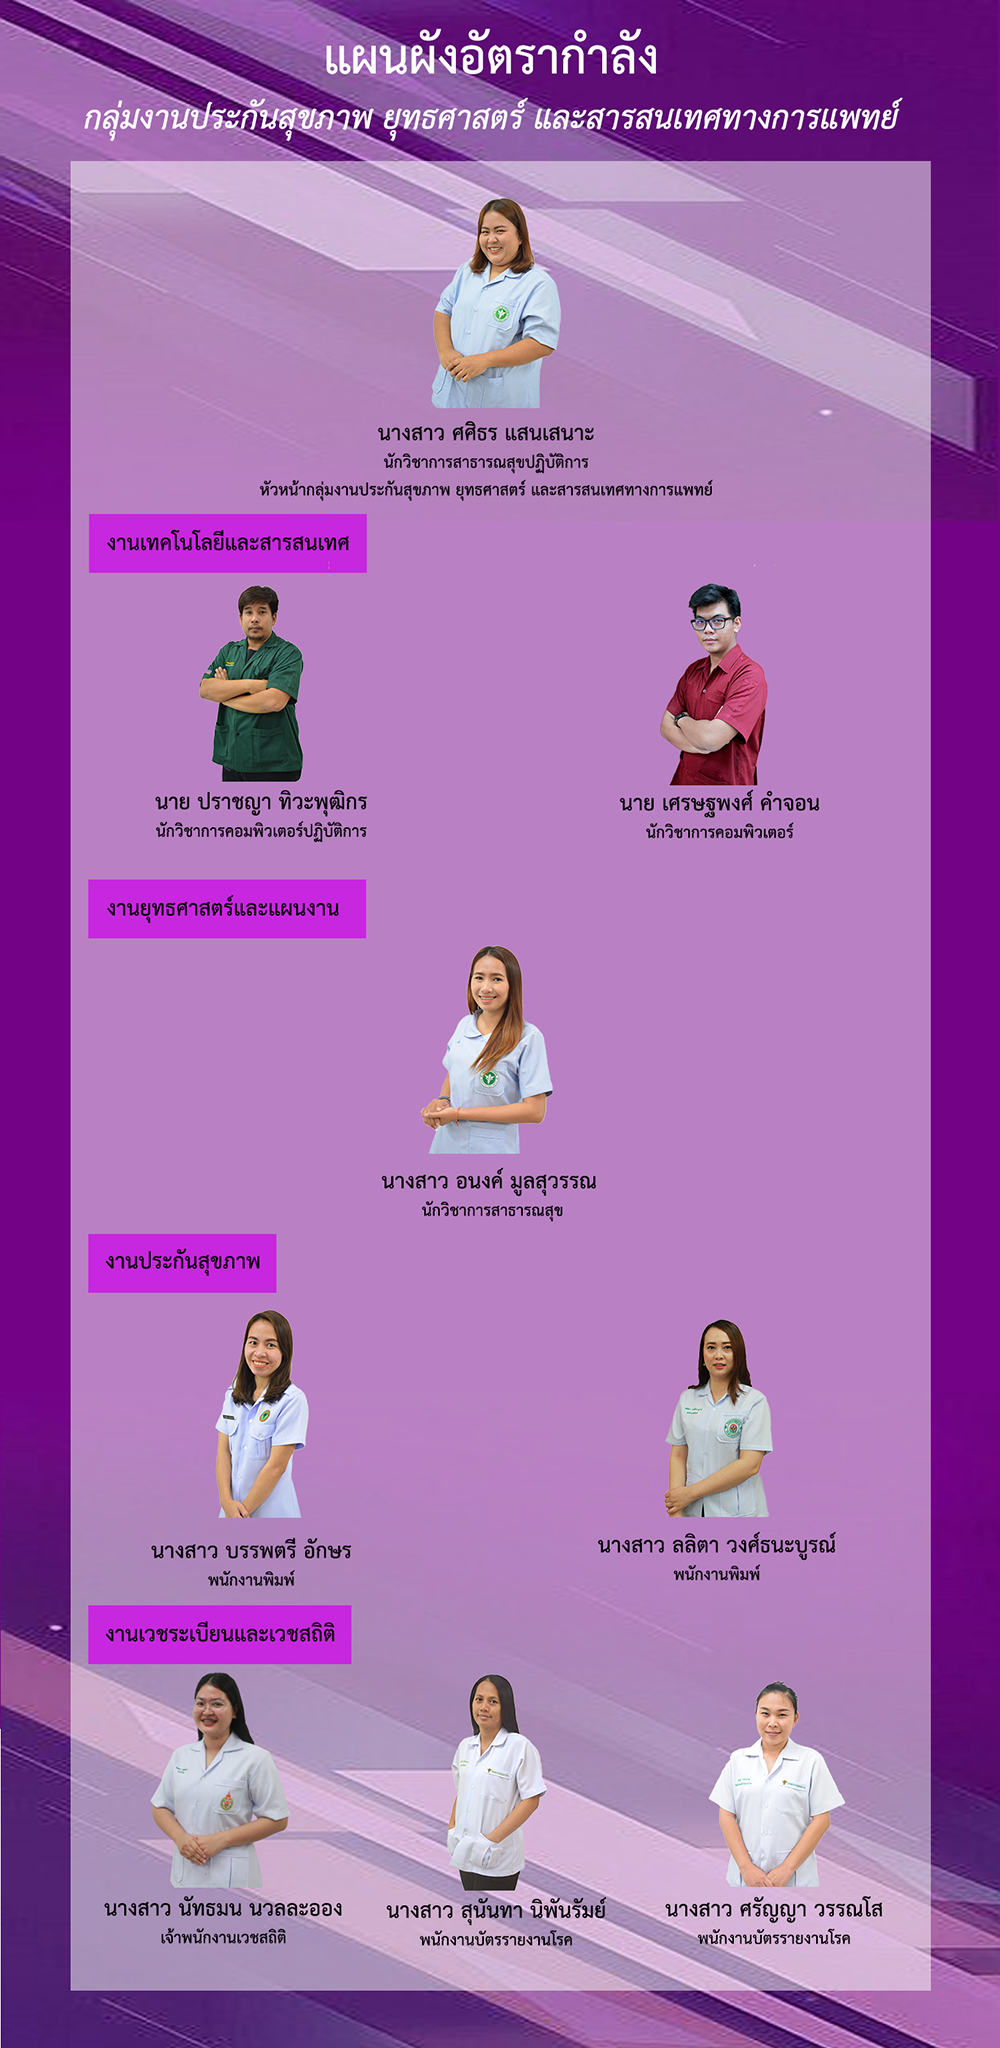 แผนผังอัตรากำลัง
กลุ่มงานประกันสุขภาพ ยุทธศาสตร์ และสารสนเทศทางการแพทย์
นางสาว ศศิธร แสนเสนาะ
นักวิชาการสาธารณสุขปฏิบัติการ
หัวหน้ากลุ่มงานประกันสุขภาพ ยุทธศาสตร์ และสารสนเทศทางการแพทย์
งานเทคโนโลยีและสารสนเทศ
นาย ปราชญา ทิวะพุฒิกร
นักวิชาการคอมพิวเตอร์ปฏิบัติการ
นาย เศรษฐพงศ์ คำจอน
นักวิชาการคอมพิวเตอร์
งานยุทธศาสตร์และแผนงาน
นางสาว อนงค์ มูลสุวรรณ
นักวิชาการสาธารณสุข
งานประกันสุขภาพ
นางสาว บรรพตรี อักษร
พนักงานพิมพ์
นางสาว ลลิตา วงศ์ธนะบูรณ์
พนักงานพิมพ์
งานเวชระเบียนและเวชสถิติ
นางสาว นัทธมน นวลละออง
เจ้าพนักงานเวชสถิติ
นางสาว สุนันทา นิพันรัมย์
พนักงานบัตรรายงานโรค
นางสาว ศรัญญา วรรณโส
พนักงานบัตรรายงานโรค